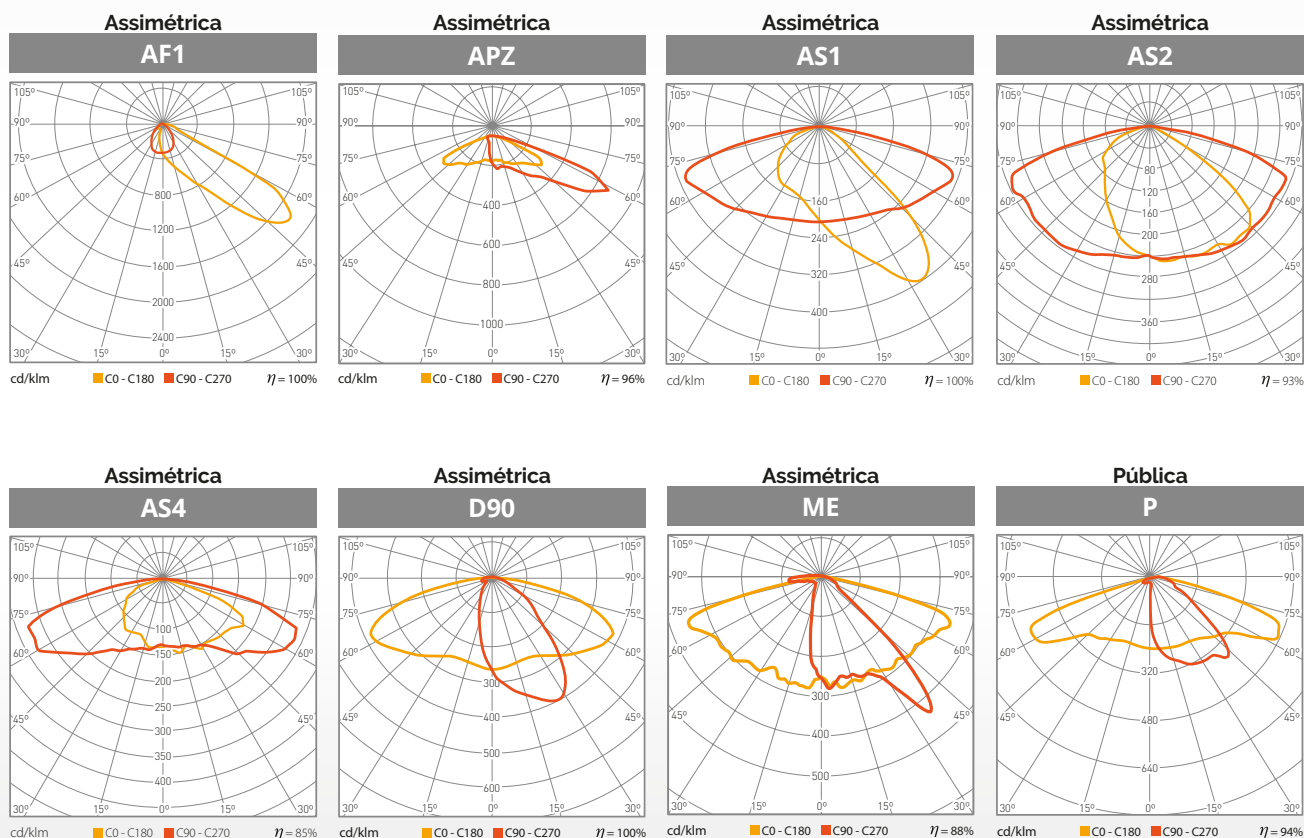 Assimétrica
AF1
105º
105º
90º
90º
75º
75º
60º
60º
45º
45º
30º
30º
15º
0º
15º
800
1200
1600
2000
2400
cd/klm C0 - C180 C90 - C270 η = 100%
Assimétrica
APZ
105º
105º
90º
90º
75º
75º
60º
60º
45º
45º
30º
30º
15º
0º
15º
400
600
800
1000
cd/klm C0 - C180 C90 - C270 η = 96%
Assimétrica
AS1
105º
105º
90º
90º
75º
75º
60º
60º
45º
45º
30º
30º
15º
0º
15º
160
240
320
400
cd/klm C0 - C180 C90 - C270 η = 100%
Assimétrica
AS2
105º
105º
90º
90º
75º
75º
60º
60º
45º
45º
30º
30º
15º
0º
15º
80
120
160
200
280
360
cd/klm C0 - C180 C90 - C270 η = 93%
Assimétrica
AS4
105º
105º
90º
90º
75º
75º
60º
60º
45º
45º
30º
30º
15º
0º
15º
100
150
200
250
300
400
cd/klm C0 - C180 C90 - C270 η = 85%
Assimétrica
D90
105º
105º
90º
90º
75º
75º
60º
60º
45º
45º
30º
30º
15º
0º
15º
300
400
500
600
cd/klm C0 - C180 C90 - C270 η = 100%
Assimétrica
ME
105º
105º
90º
90º
75º
75º
60º
60º
45º
45º
30º
30º
15º
0º
15º
300
400
500
cd/klm C0 - C180 C90 - C270 η = 88%
Pública
P
105º
105º
90º
90º
75º
75º
60º
60º
45º
45º
30º
30º
15º
0º
15º
320
480
640
cd/klm C0 - C180 C90 - C270 η = 94%